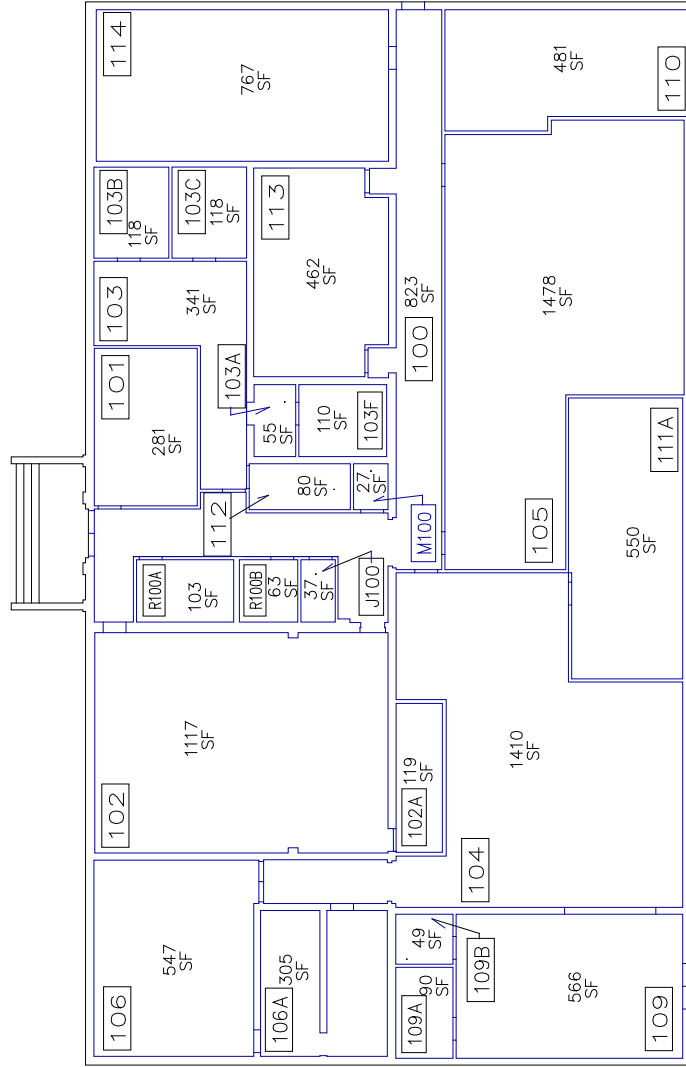 114
767
SF
481
SF
110
103B
118
SF
103C
118
SF
113
462
SF
823
SF
100
1478
SF
103
341
SF
101
281
SF
103A
55
SF
110
SF
103F
112
80
SF
27
SF
M100
105
111A
550
SF
R100A
103
SF
R100B
63
SF
37
SF
J100
102
1117
SF
119
SF
102A
1410
SF
104
106
547
SF
106A
305
SF
109A
90
SF
49
SF
109B
566
SF
109